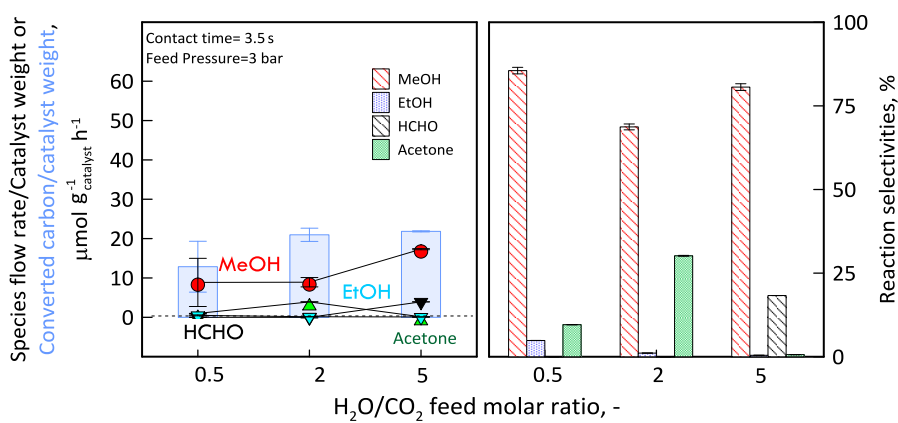 Species flow rate/Catalyst weight or
Converted carbon/catalyst weight,
μmol g⁻¹catalyst h⁻¹
Contact time= 3.5 s
Feed Pressure=3 bar
60
50
40
30
20
10
0
MeOH
EtOH
HCHO
Acetone
MeOH
EtOH
HCHO
Acetone
0.5
2
5
100
75
50
25
0
Reaction selectivities, %
0.5
2
5
H₂O/CO₂ feed molar ratio, -